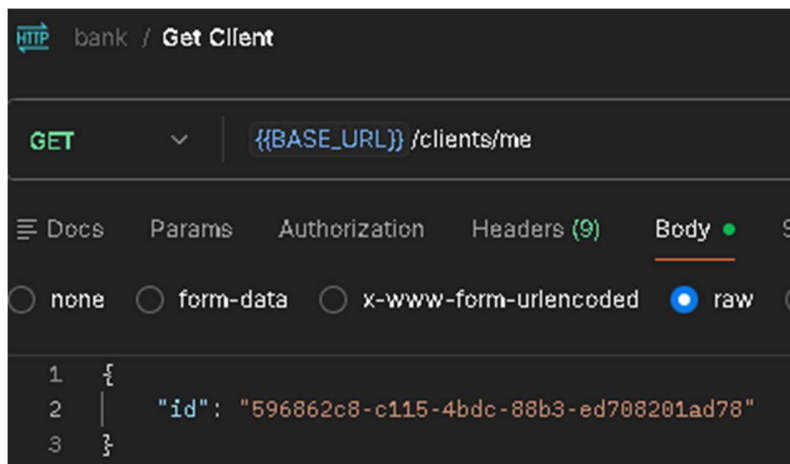 HTTP bank / Get Client
GET {{BASE_URL}}/clients/me
Docs Params Authorization Headers (9) Body
none form-data x-www-form-urlencoded raw
1 {
2 "id": "596862c8-c115-4bdc-88b3-ed708201ad78"
3 }